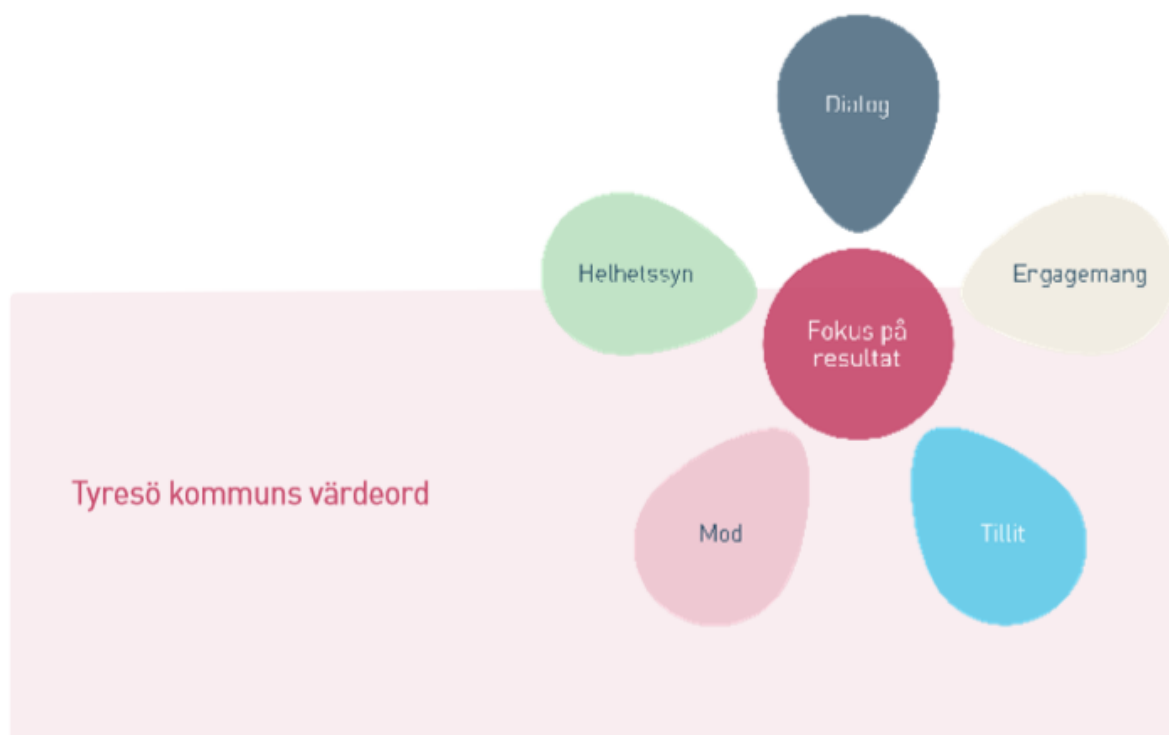 Dialog
Helhetssyn
Engagemang
Fokus på
resultat
Tyresö kommuns värdeord
Mod
Tillit